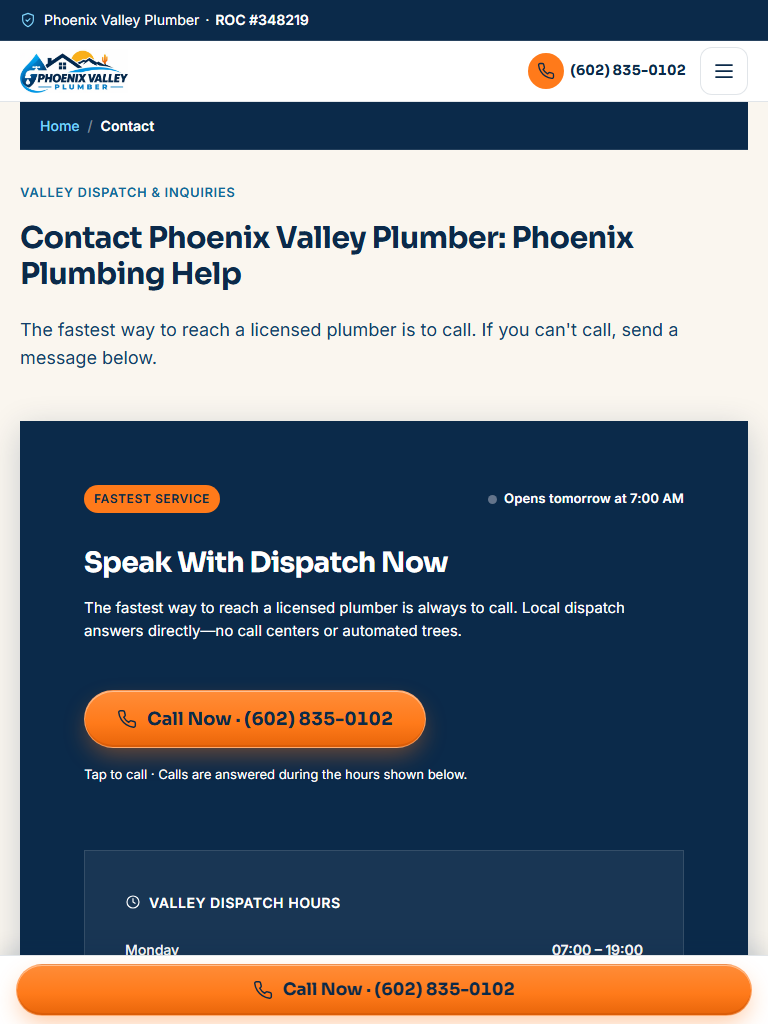 Phoenix Valley Plumber · ROC #348219
PHOENIX VALLEY
PLUMBER
(602) 835-0102
Home / Contact
VALLEY DISPATCH & INQUIRIES
Contact Phoenix Valley Plumber: Phoenix
Plumbing Help
The fastest way to reach a licensed plumber is to call. If you can't call, send a
message below.
FASTEST SERVICE
Opens tomorrow at 7:00 AM
Speak With Dispatch Now
The fastest way to reach a licensed plumber is always to call. Local dispatch
answers directly—no call centers or automated trees.
Call Now · (602) 835-0102
Tap to call · Calls are answered during the hours shown below.
VALLEY DISPATCH HOURS
Monday 07:00 – 19:00
Call Now · (602) 835-0102